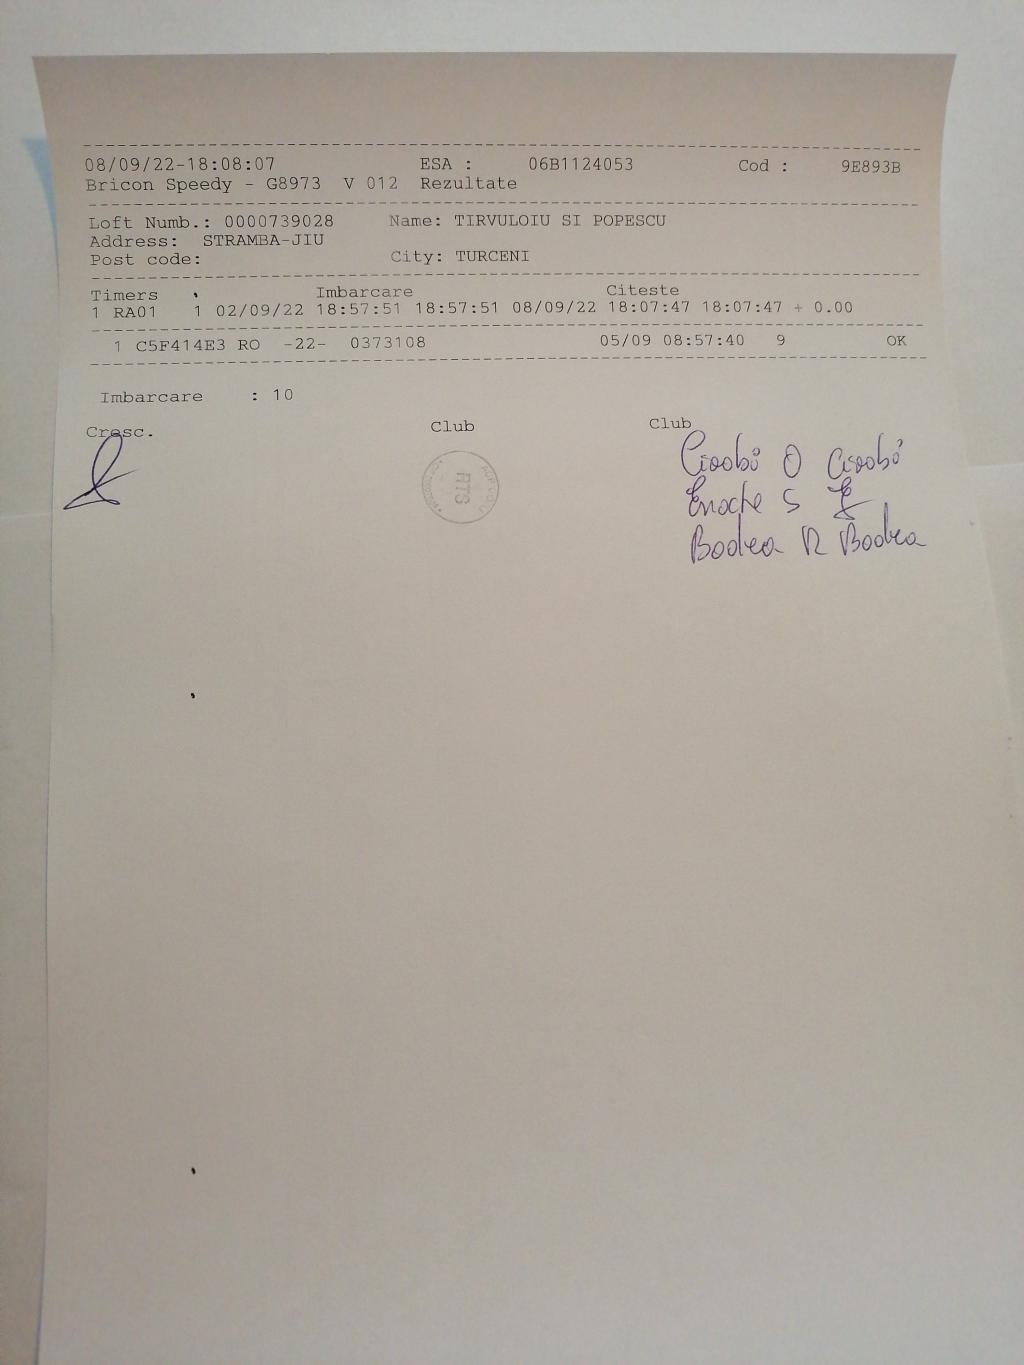 08/09/22-18:08:07 ESA : 06B1124053 Cod : 9E893B
Bricon Speedy - G8973 V 012 Rezultate
Loft Numb.: 0000739028 Name: TIRVULOIU SI POPESCU
Address: STRAMBA-JIU
Post code: City: TURCENI
Timers Imbarcare Citeste
1 RA01 1 02/09/22 18:57:51 18:57:51 08/09/22 18:07:47 18:07:47 + 0.00
1 C5F414E3 RO -22- 0373108 05/09 08:57:40 9 OK
Imbarcare : 10
Cresc. Club Club
Enache S
Bodea R Bodea